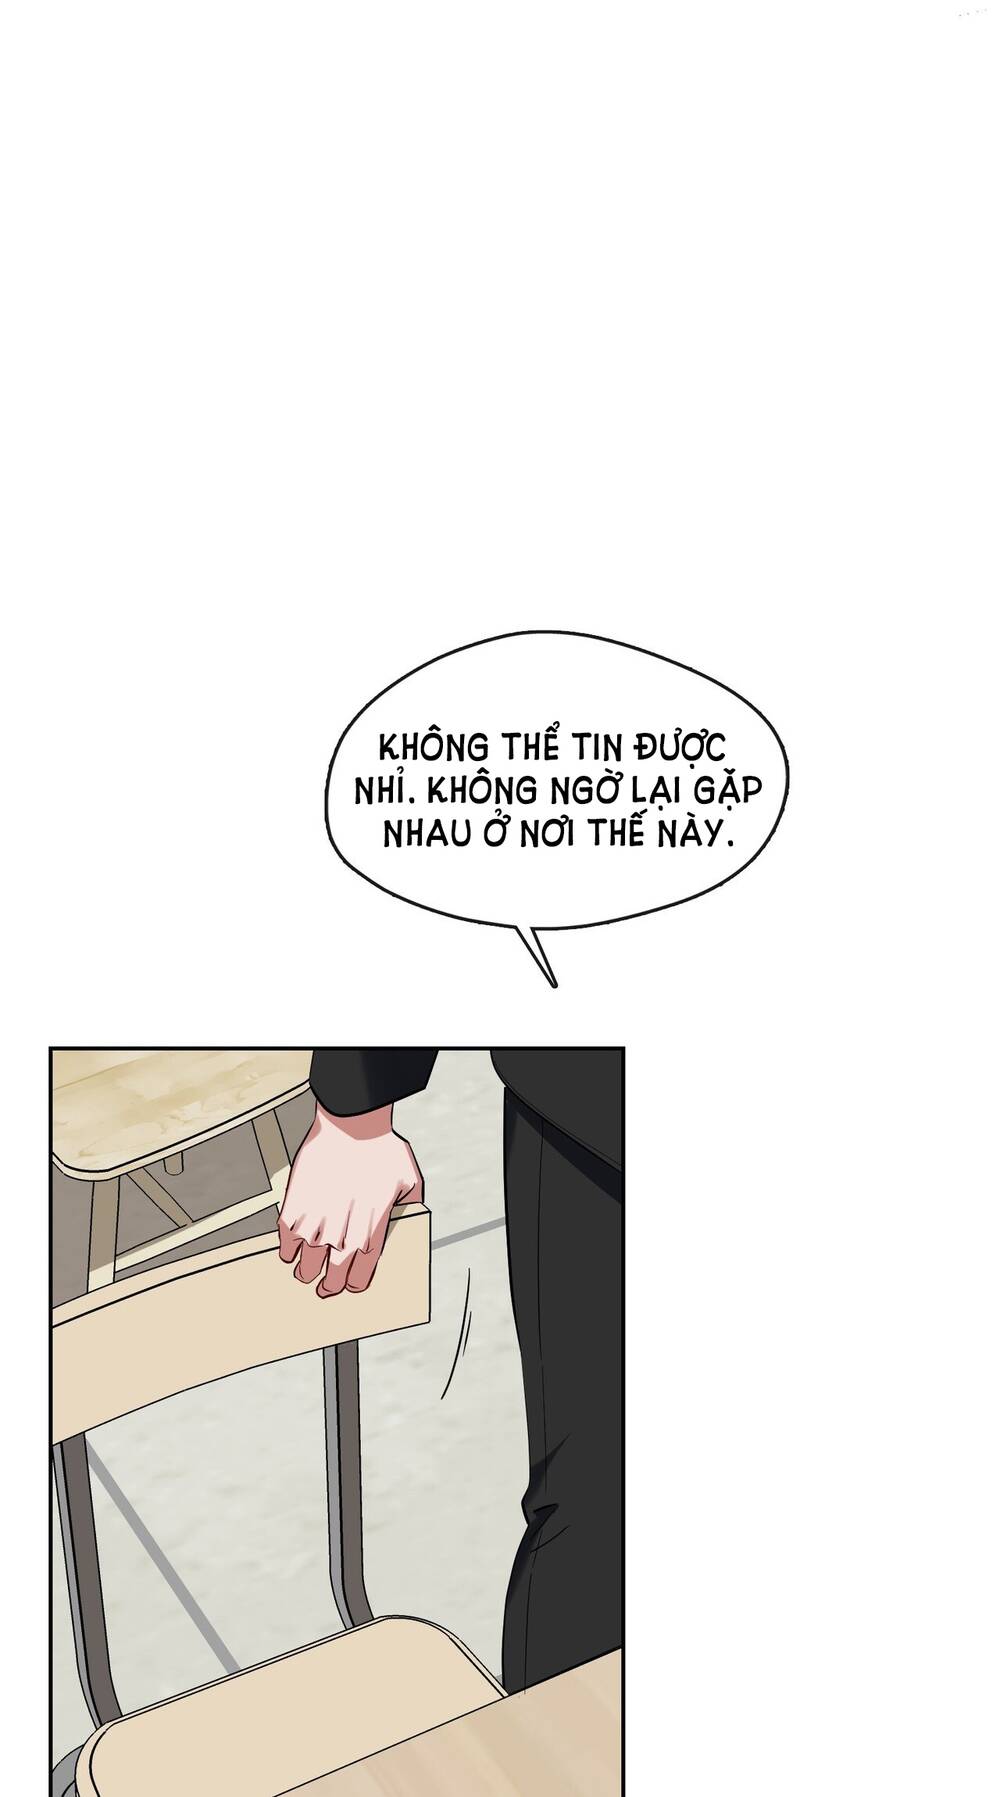 KHÔNG THỂ TIN ĐƯỢC
NHỈ. KHÔNG NGỜ LẠI GẶP
NHAU Ở NƠI THẾ NÀY.